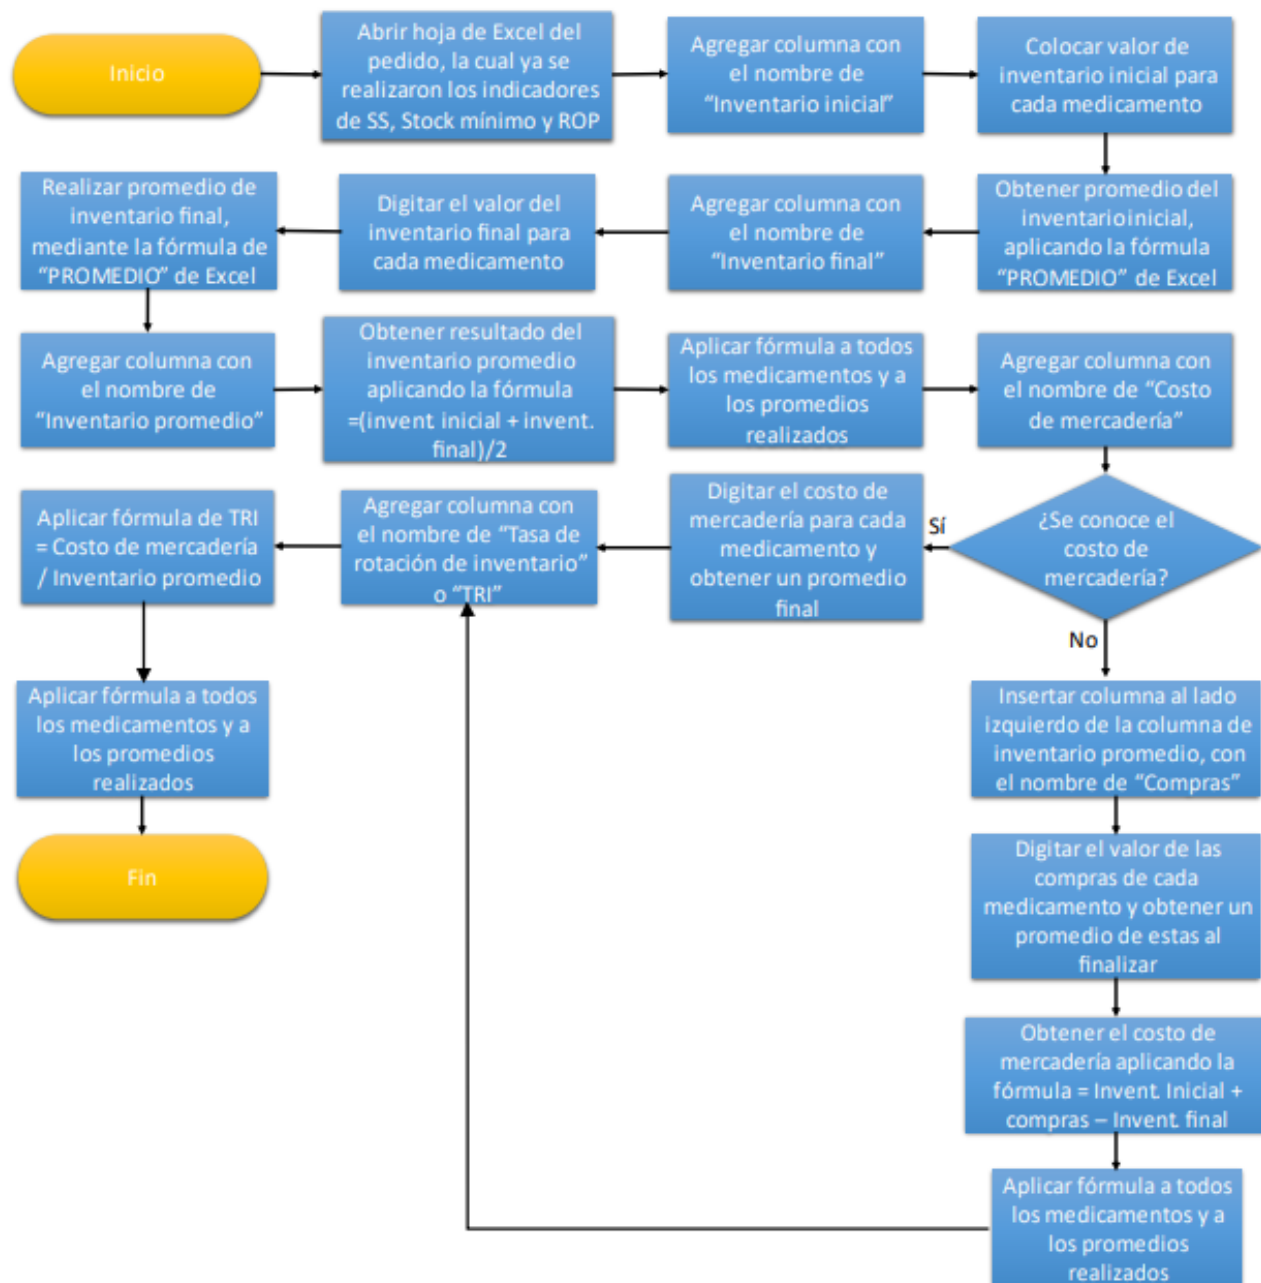 Inicio
Abrir hoja de Excel del
pedido, la cual ya se
realizaron los indicadores
de SS, Stock mínimo y ROP
Agregar columna con
el nombre de
“Inventario inicial”
Colocar valor de
inventario inicial para
cada medicamento
Obtener promedio del
inventario inicial,
aplicando la fórmula
“PROMEDIO” de Excel
Agregar columna con
el nombre de
“Inventario final”
Digitar el valor del
inventario final para
cada medicamento
Realizar promedio de
inventario final,
mediante la fórmula de
“PROMEDIO” de Excel
Agregar columna con
el nombre de
“Inventario promedio”
Obtener resultado del
inventario promedio
aplicando la fórmula
=(invent. inicial + invent.
final)/2
Aplicar fórmula a todos
los medicamentos y a
los promedios
realizados
Agregar columna con
el nombre de “Costo
de mercadería”
¿Se conoce el
costo de
mercadería?
Sí
Digitar el costo de
mercadería para cada
medicamento y
obtener un promedio
final
Agregar columna con
el nombre de “Tasa de
rotación de inventario”
o “TRI”
Aplicar fórmula de TRI
= Costo de mercadería
/ Inventario promedio
Aplicar fórmula a todos
los medicamentos y a
los promedios
realizados
Fin
No
Insertar columna al lado
izquierdo de la columna de
inventario promedio, con
el nombre de “Compras”
Digitar el valor de las
compras de cada
medicamento y obtener un
promedio de estas al
finalizar
Obtener el costo de
mercadería aplicando la
fórmula = Invent. Inicial +
compras – Invent. final
Aplicar fórmula a todos
los medicamentos y a
los promedios
realizados